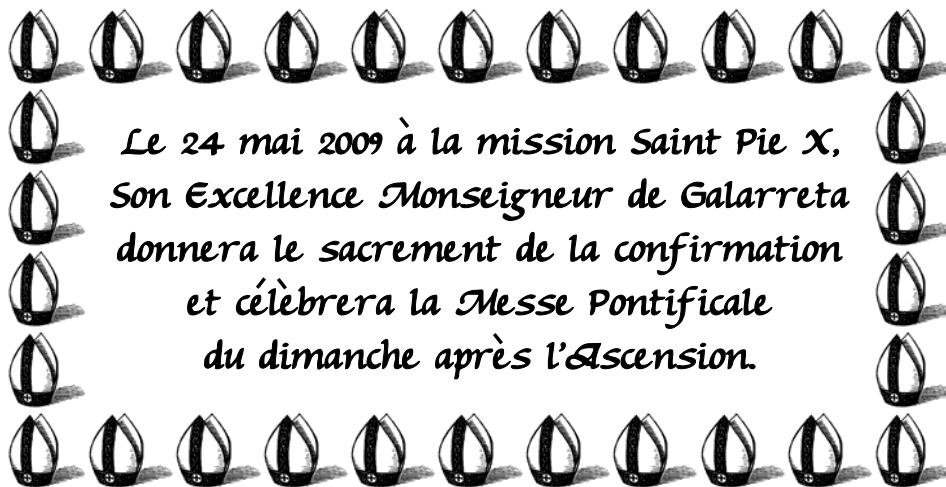 Le 24 mai 2009 à la mission Saint Pie X,
Son Excellence Monseigneur de Galarreta
donnera le sacrement de la confirmation
et célèbrera la Messe Pontificale
du dimanche après l'Ascension.